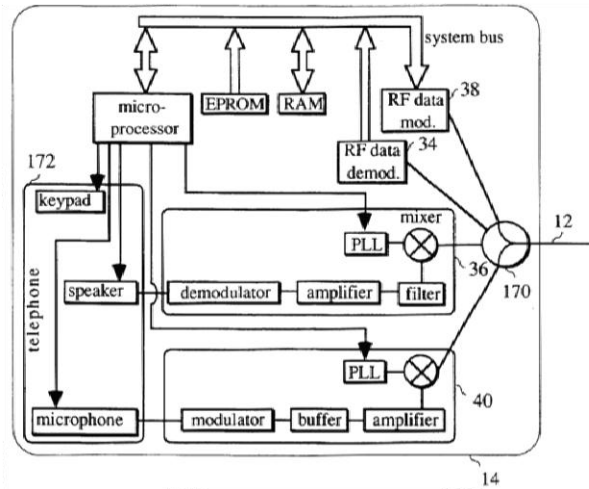 system bus
micro-
processor
EPROM
RAM
RF data
mod.
38
RF data
demod.
34
172
keypad
mixer
PLL
12
36
170
speaker
demodulator
amplifier
filter
telephone
PLL
40
microphone
modulator
buffer
amplifier
14